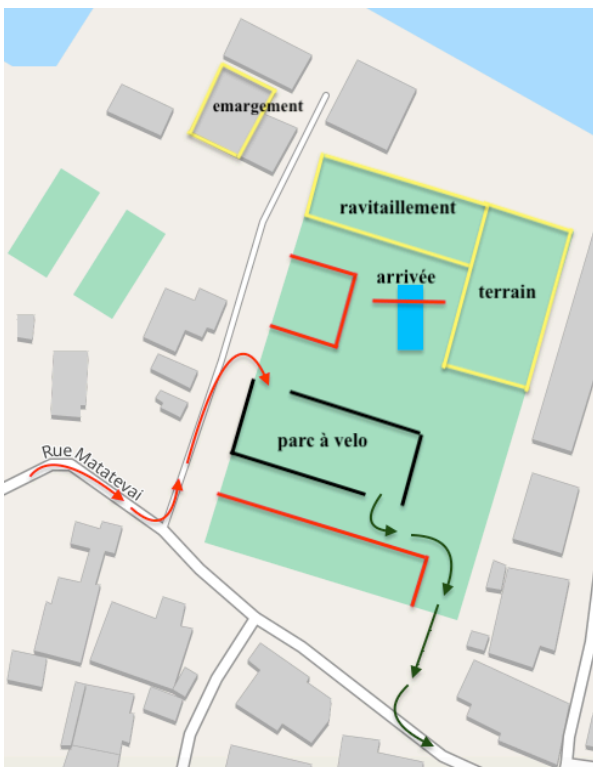 emargement
ravitaillement
arrivée
terrain
parc à velo
Rue Matatevai